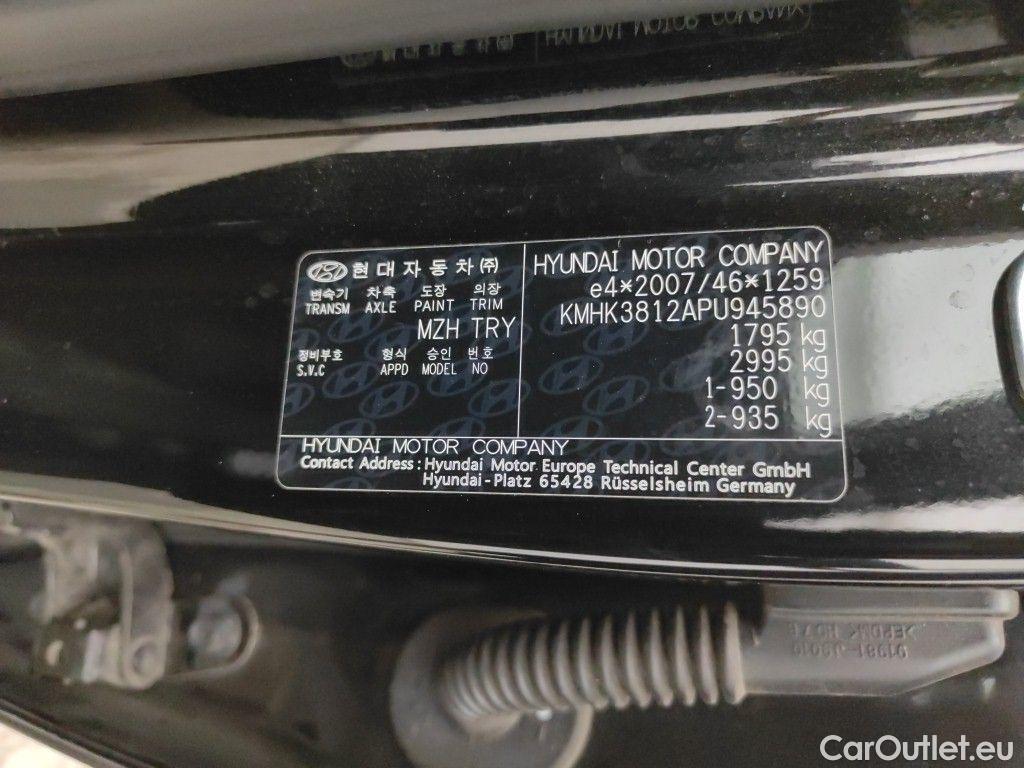 현대자동차(주)
변속기 차축 도장 의장
TRANSM AXLE PAINT TRIM
MZH TRY
정비부호 형식 승인 번호
S.V.C APPD MODEL NO
HYUNDAI MOTOR COMPANY
e4*2007/46*1259
KMHK3812APU945890
1795 kg
2995 kg
1-950 kg
2-935 kg
HYUNDAI MOTOR COMPANY
Contact Address : Hyundai Motor Europe Technical Center GmbH
Hyundai-Platz 65428 Rüsselsheim Germany
CarOutlet.eu